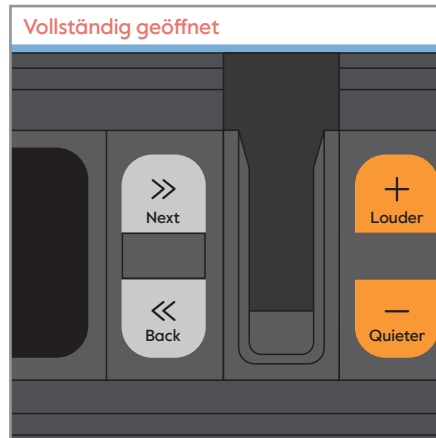 Vollständig geöffnet
Next
Back
+
Louder
−
Quieter